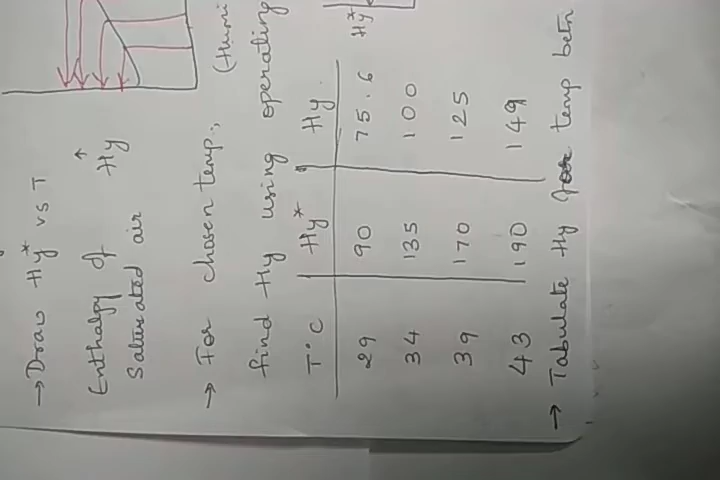 → Draw Hy* vs T
Enthalpy of Hy ↑
Saturated air
→ For chosen temp.,
find Hy using operating
T°C Hy* Hy
29 90 75.6
34 135 100
39 170 125
43 190 149
→ Tabulate Hy for temp betn
Hy*